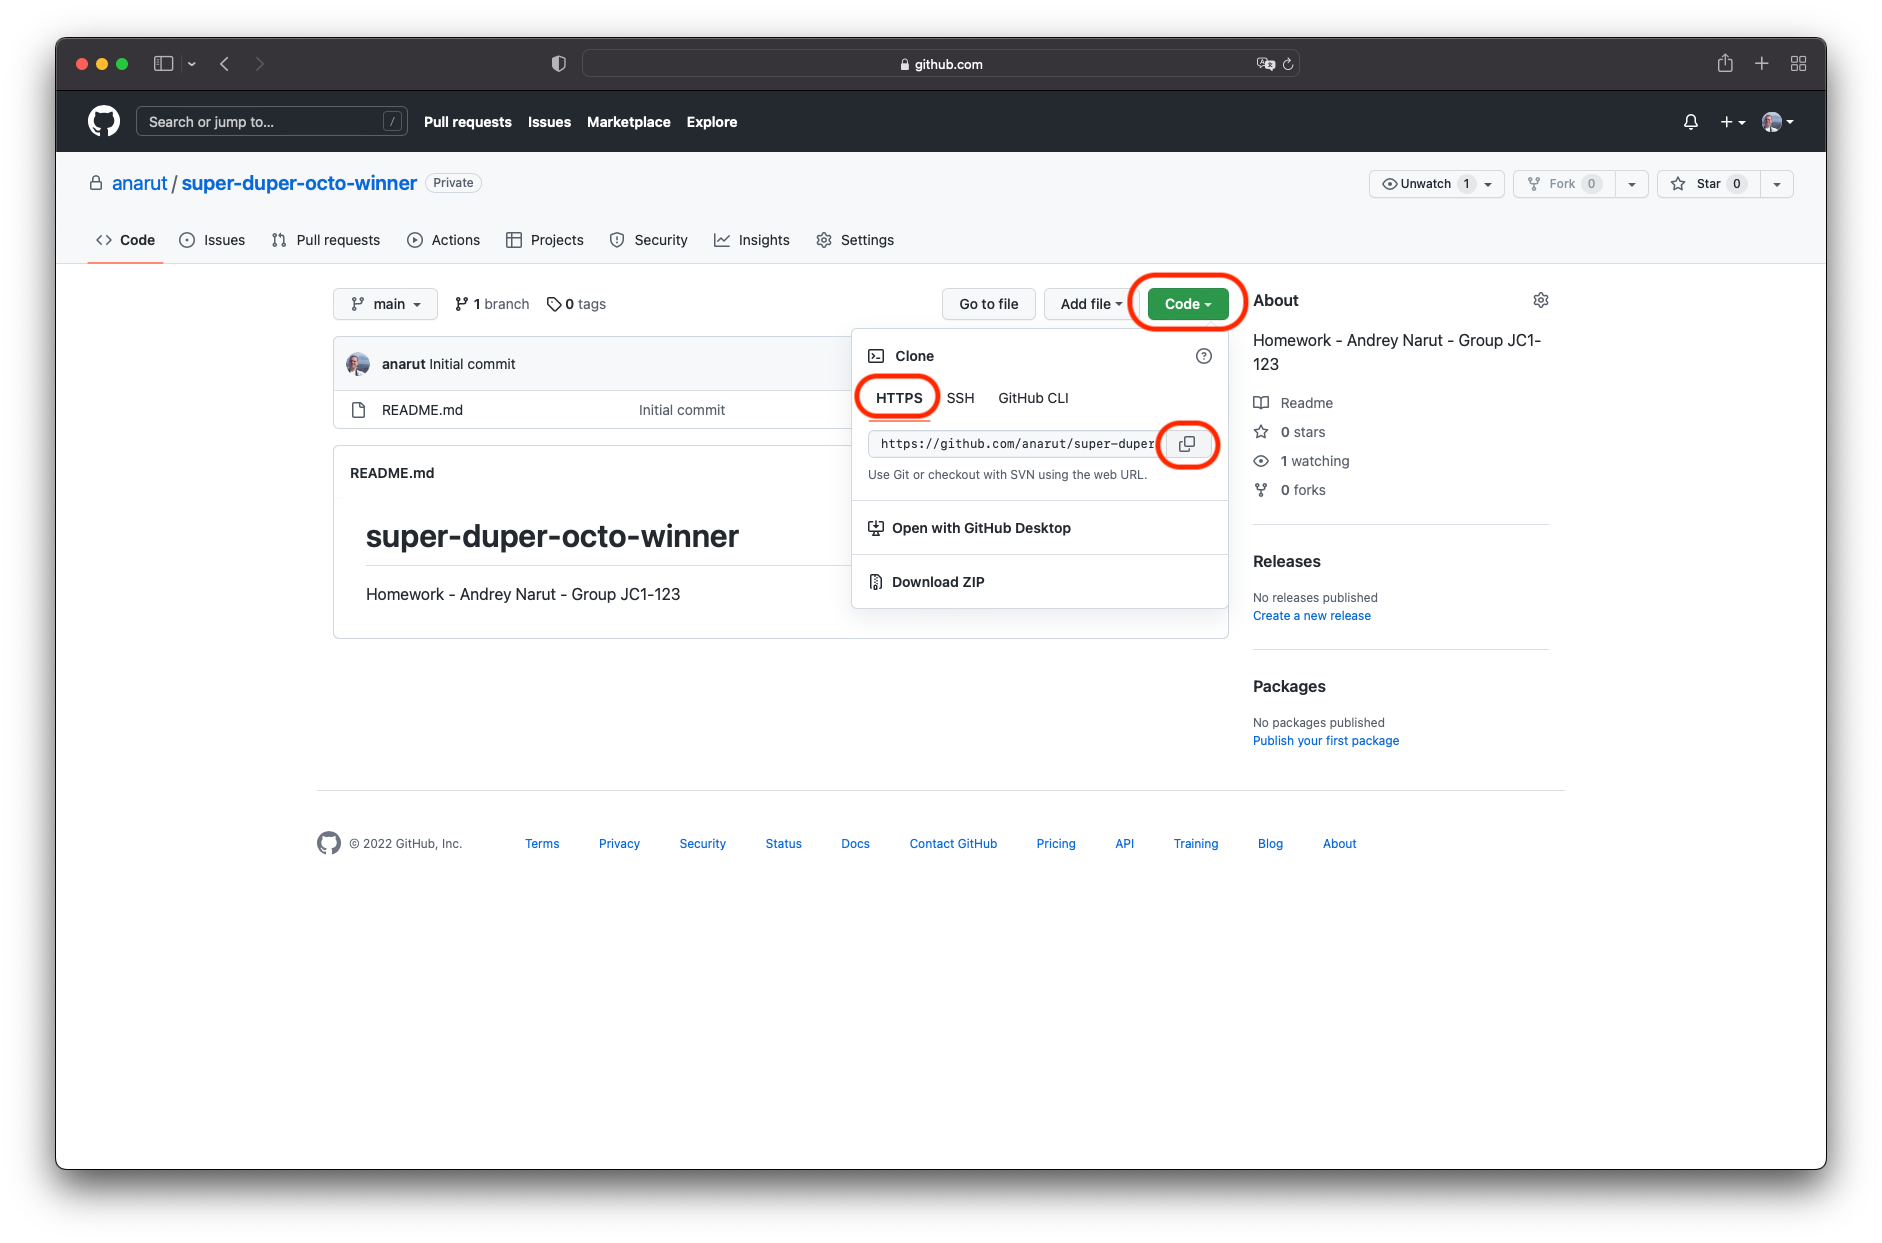 github.com
Search or jump to... /
Pull requests Issues Marketplace Explore
anarut / super-duper-octo-winner Private
Unwatch 1 Fork 0 Star 0
Code Issues Pull requests Actions Projects Security Insights Settings
main 1 branch 0 tags
Go to file Add file Code
anarut Initial commit
README.md Initial commit
README.md
super-duper-octo-winner
Homework - Andrey Narut - Group JC1-123
Clone
HTTPS SSH GitHub CLI
https://github.com/anarut/super-duper
Use Git or checkout with SVN using the web URL.
Open with GitHub Desktop
Download ZIP
About
Homework - Andrey Narut - Group JC1-
123
Readme
0 stars
1 watching
0 forks
Releases
No releases published
Create a new release
Packages
No packages published
Publish your first package
© 2022 GitHub, Inc. Terms Privacy Security Status Docs Contact GitHub Pricing API Training Blog About